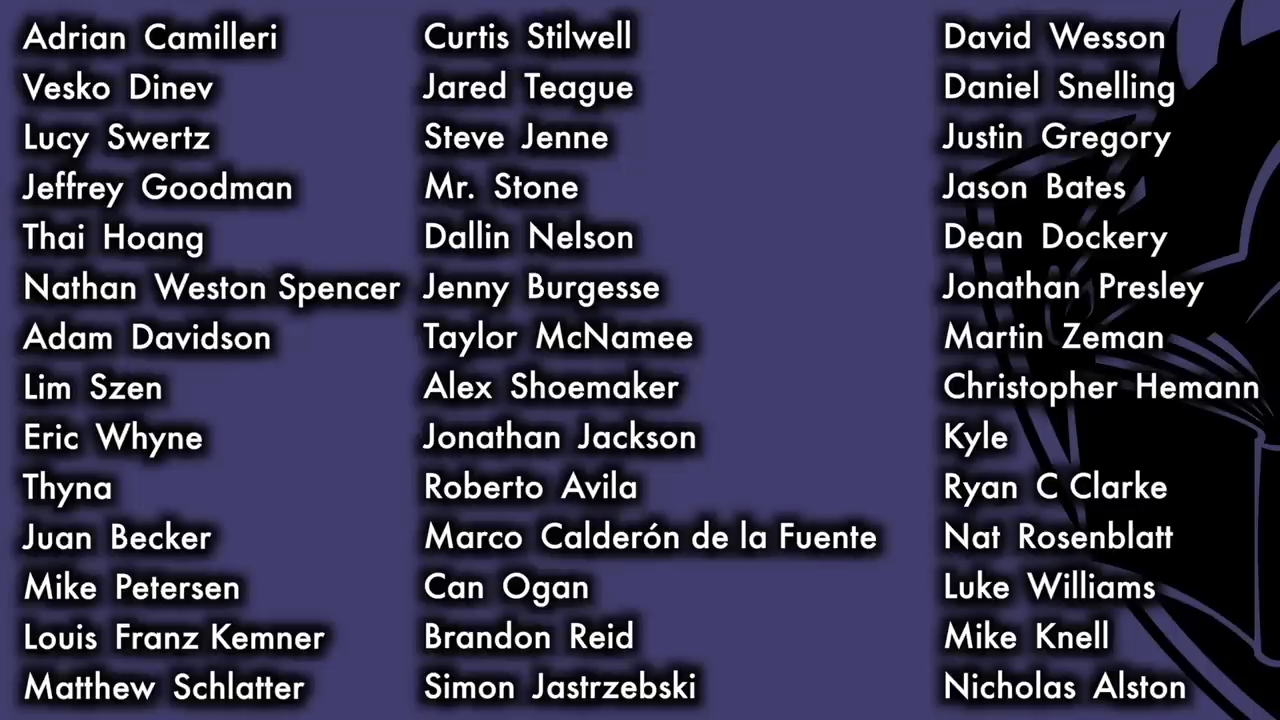 Adrian Camilleri
Vesko Dinev
Lucy Swertz
Jeffrey Goodman
Thai Hoang
Nathan Weston Spencer
Adam Davidson
Lim Szen
Eric Whyne
Thyna
Juan Becker
Mike Petersen
Louis Franz Kemner
Matthew Schlatter
Curtis Stilwell
Jared Teague
Steve Jenne
Mr. Stone
Dallin Nelson
Jenny Burgesse
Taylor McNamee
Alex Shoemaker
Jonathan Jackson
Roberto Avila
Marco Calderón de la Fuente
Can Ogan
Brandon Reid
Simon Jastrzebski
David Wesson
Daniel Snelling
Justin Gregory
Jason Bates
Dean Dockery
Jonathan Presley
Martin Zeman
Christopher Hemann
Kyle
Ryan C Clarke
Nat Rosenblatt
Luke Williams
Mike Knell
Nicholas Alston